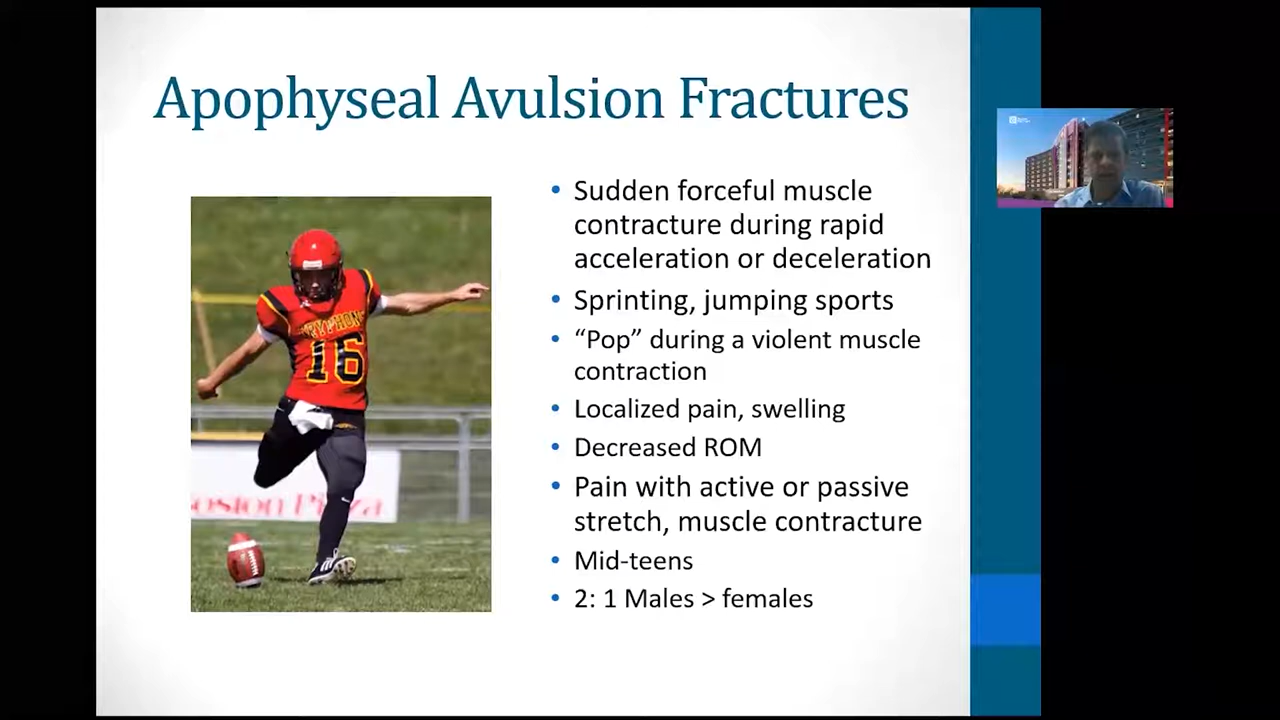 Apophyseal Avulsion Fractures
• Sudden forceful muscle
contracture during rapid
acceleration or deceleration
• Sprinting, jumping sports
• “Pop” during a violent muscle
contraction
• Localized pain, swelling
• Decreased ROM
• Pain with active or passive
stretch, muscle contracture
• Mid-teens
• 2: 1 Males > females
GRYPHONS
16